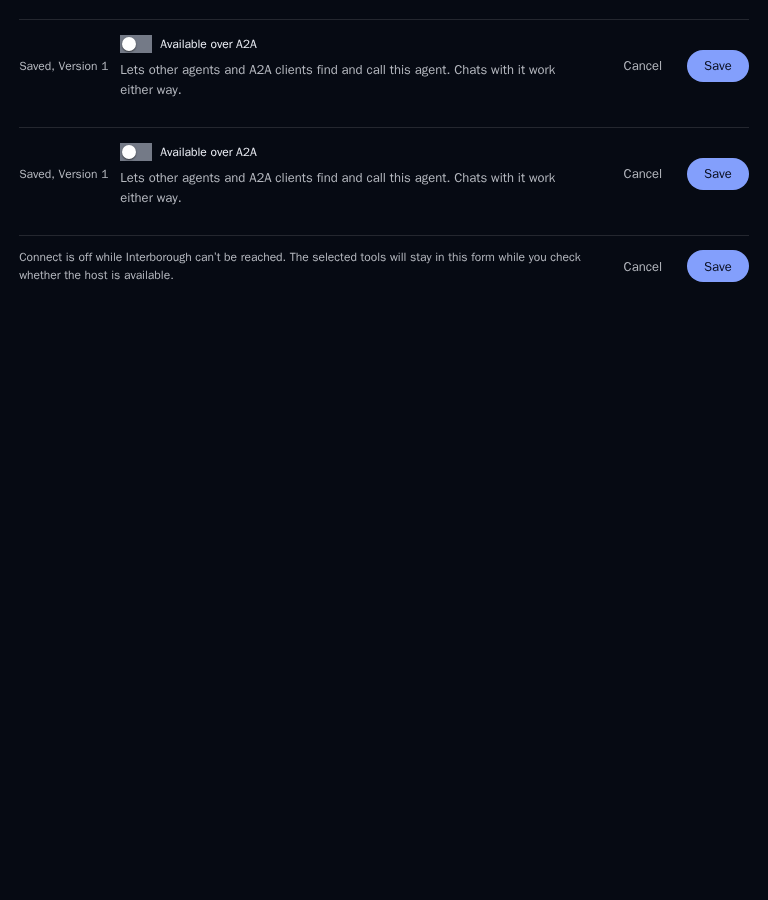 Available over A2A
Saved, Version 1
Lets other agents and A2A clients find and call this agent. Chats with it work
either way.
Cancel
Save
Available over A2A
Saved, Version 1
Lets other agents and A2A clients find and call this agent. Chats with it work
either way.
Cancel
Save
Connect is off while Interborough can't be reached. The selected tools will stay in this form while you check
whether the host is available.
Cancel
Save